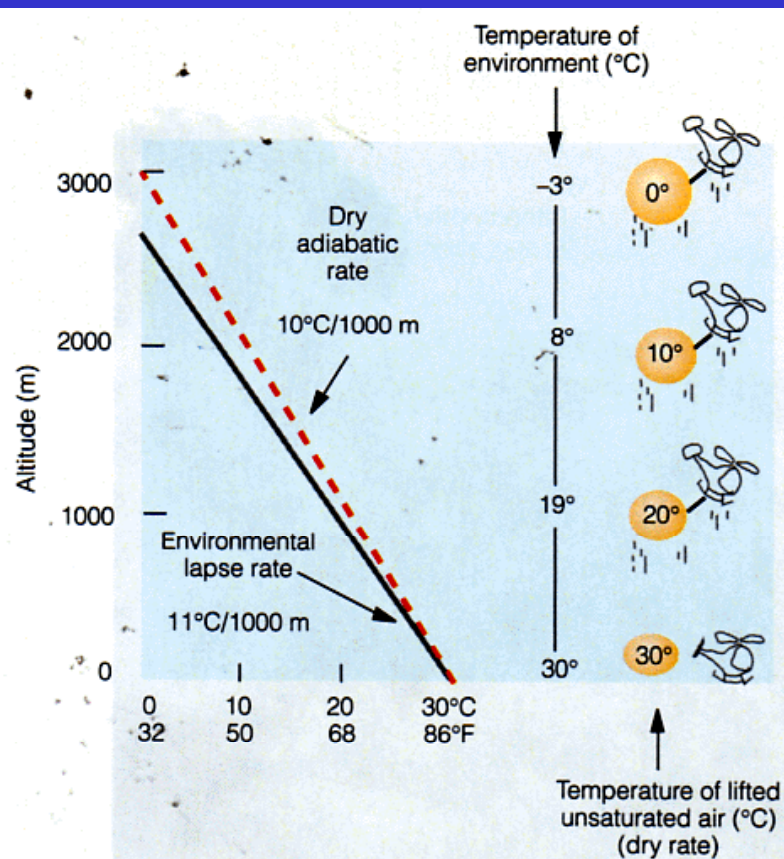 Temperature of
environment (°C)
3000
–3°
0°
Dry
adiabatic
rate
10°C/1000 m
2000
8°
10°
Altitude (m)
1000
19°
20°
Environmental
lapse rate
11°C/1000 m
0
30°
30°
0 10 20 30°C
32 50 68 86°F
Temperature of lifted
unsaturated air (°C)
(dry rate)